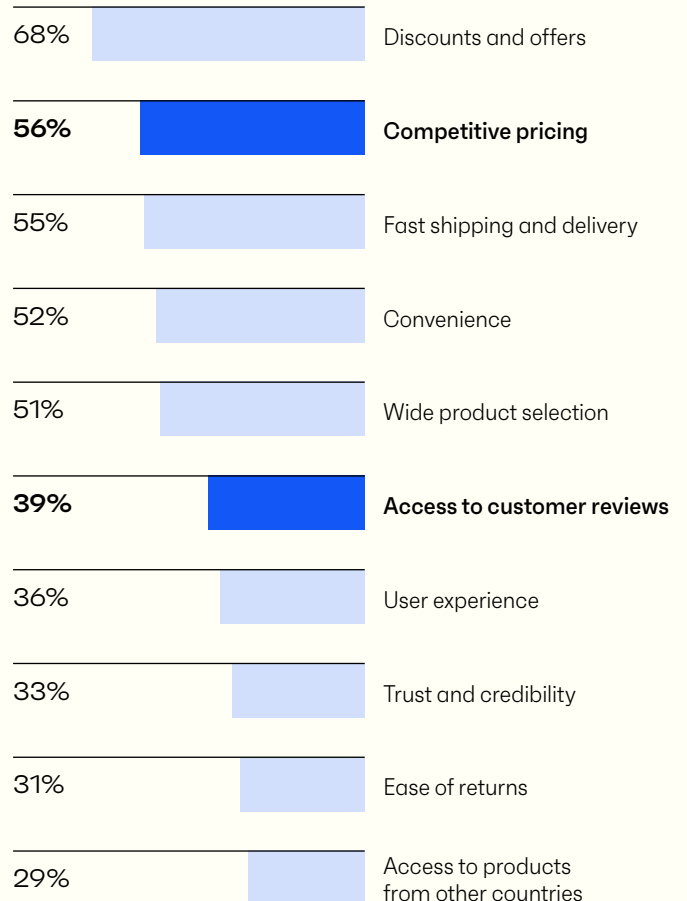 68% Discounts and offers
56% Competitive pricing
55% Fast shipping and delivery
52% Convenience
51% Wide product selection
39% Access to customer reviews
36% User experience
33% Trust and credibility
31% Ease of returns
29% Access to products
from other countries